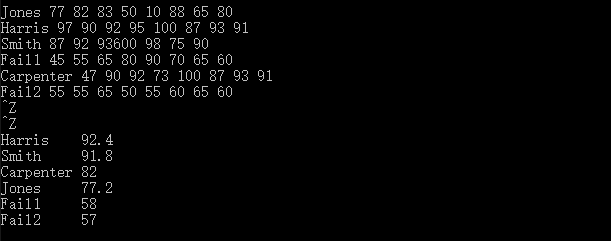 Jones 77 82 83 50 10 88 65 80
Harris 97 90 92 95 100 87 93 91
Smith 87 92 93600 98 75 90
Fail1 45 55 65 80 90 70 65 60
Carpenter 47 90 92 73 100 87 93 91
Fail2 55 55 65 50 55 60 65 60
^Z
^Z
Harris    92.4
Smith     91.8
Carpenter 82
Jones     77.2
Fail1     58
Fail2     57